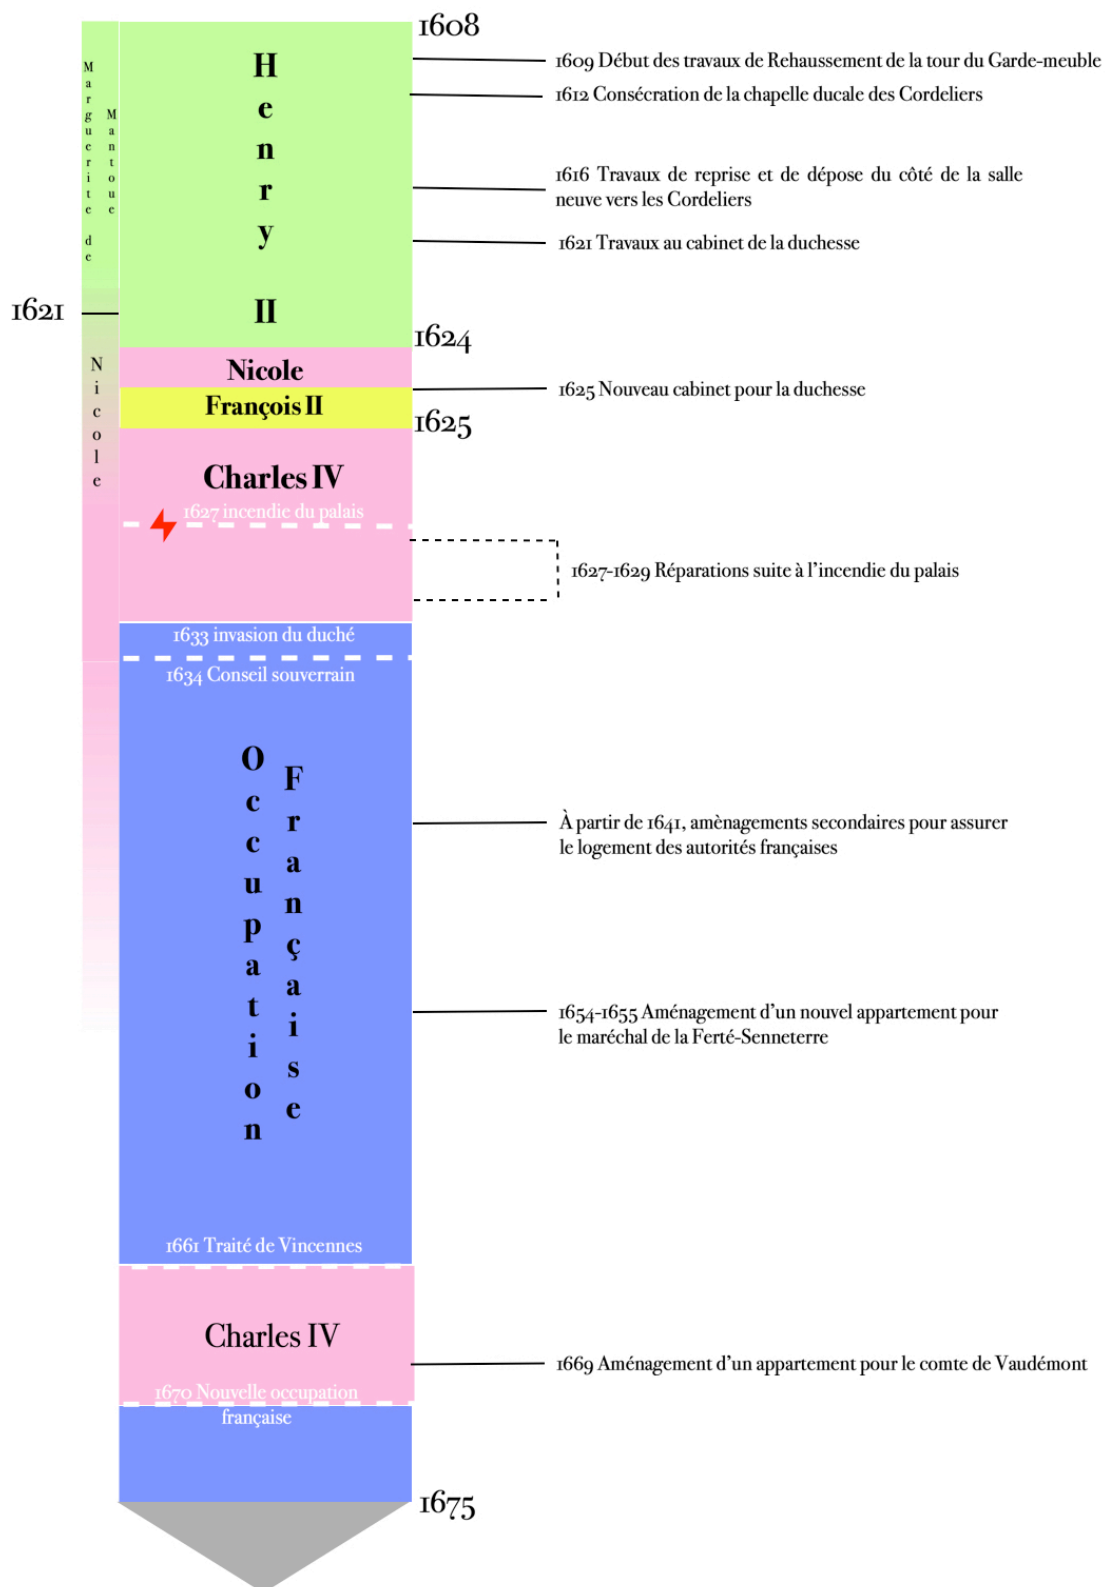 1608
Henry II
Marguerite de
Mantoue
1609 Début des travaux de Rehaussement de la tour du Garde-meuble
1612 Consécration de la chapelle ducale des Cordeliers
1616 Travaux de reprise et de dépose du côté de la salle
neuve vers les Cordeliers
1621 Travaux au cabinet de la duchesse
1621
1624
Nicole
Nicole
François II
1625 Nouveau cabinet pour la duchesse
1625
Charles IV
1627 incendie du palais
1627-1629 Réparations suite à l'incendie du palais
1633 invasion du duché
1634 Conseil souverrain
Occupation
Française
À partir de 1641, amènagements secondaires pour assurer
le logement des autorités françaises
1654-1655 Aménagement d'un nouvel appartement pour
le maréchal de la Ferté-Senneterre
1661 Traité de Vincennes
Charles IV
1669 Aménagement d'un appartement pour le comte de Vaudémont
1670 Nouvelle occupation
française
1675